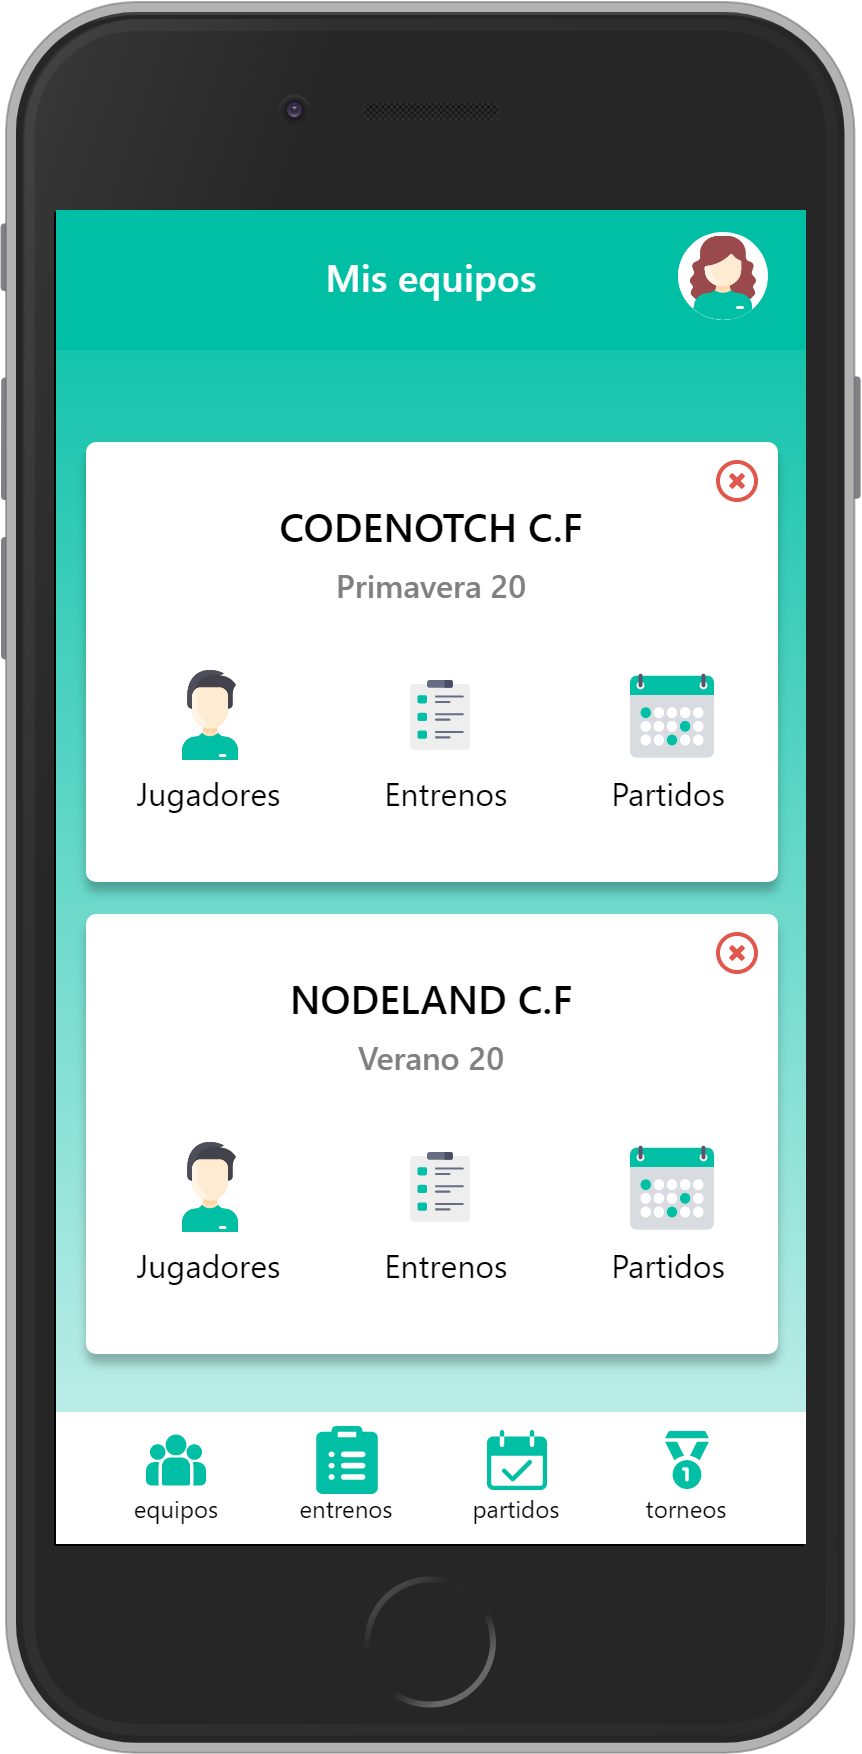 Mis equipos
CODENOTCH C.F
Primavera 20
Jugadores Entrenos Partidos
NODELAND C.F
Verano 20
Jugadores Entrenos Partidos
1
equipos entrenos partidos torneos